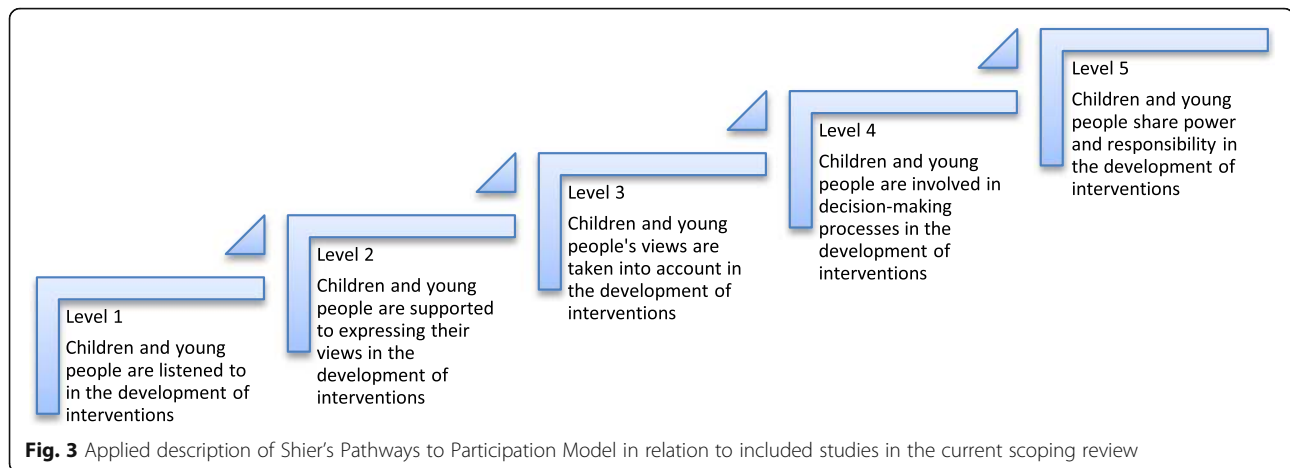 Level 1
Children and young
people are listened to
in the development of
interventions
Level 2
Children and young
people are supported
to expressing their
views in the
development of
interventions
Level 3
Children and young
people's views are
taken into account in
the development of
interventions
Level 4
Children and young
people are involved in
decision-making
processes in the
development of
interventions
Level 5
Children and young
people share power
and responsibility in
the development of
interventions
Fig. 3 Applied description of Shier’s Pathways to Participation Model in relation to included studies in the current scoping review